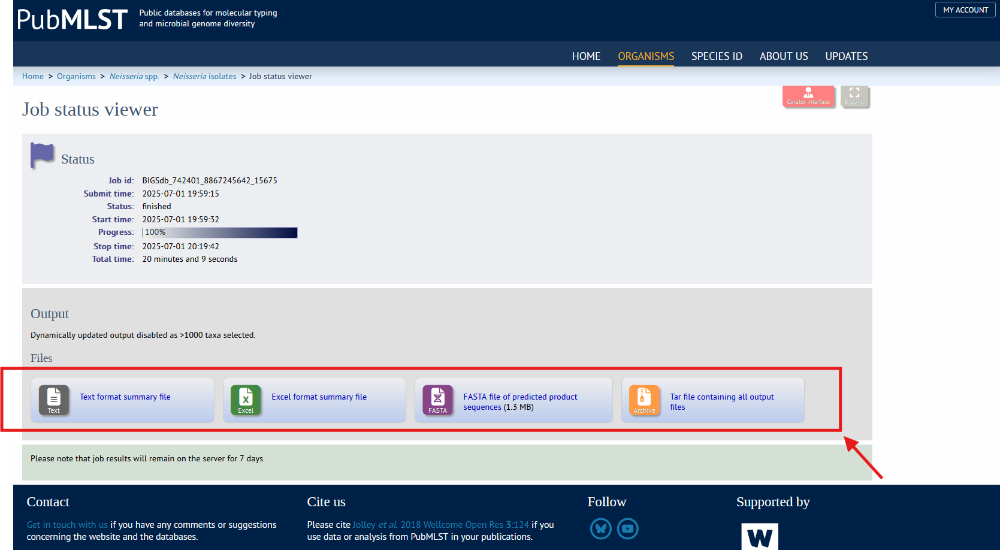 PubMLST
Public databases for molecular typing
and microbial genome diversity
MY ACCOUNT
HOME ORGANISMS SPECIES ID ABOUT US UPDATES
Home > Organisms > Neisseria spp. > Neisseria isolates > Job status viewer
Curator interface
Expand
Job status viewer
Status
Job id: BIGSdb_742401_8867245642_15675
Submit time: 2025-07-01 19:59:15
Status: finished
Start time: 2025-07-01 19:59:32
Progress: 100%
Stop time: 2025-07-01 20:19:42
Total time: 20 minutes and 9 seconds
Output
Dynamically updated output disabled as >1000 taxa selected.
Files
Text
Text format summary file
X
Excel
Excel format summary file
FASTA
FASTA file of predicted product
sequences (1.3 MB)
Archive
Tar file containing all output
files
Please note that job results will remain on the server for 7 days.
Contact
Get in touch with us if you have any comments or suggestions
concerning the website and the databases.
Cite us
Please cite Jolley et al. 2018 Wellcome Open Res 3:124 if you
use data or analysis from PubMLST in your publications.
Follow
Supported by
W